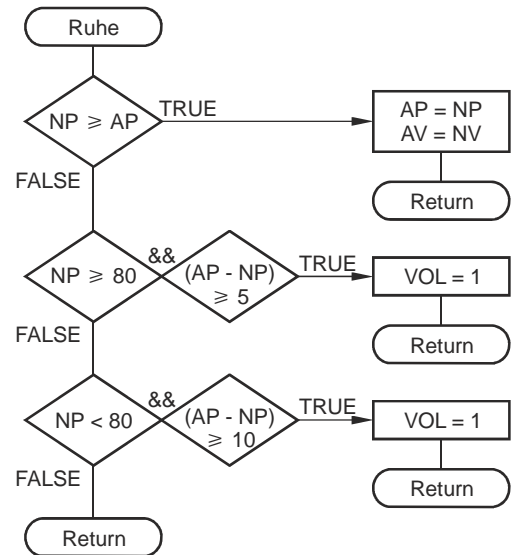 Ruhe
NP ⩾ AP
TRUE
AP = NP
AV = NV
FALSE
Return
NP ⩾ 80
&&
(AP - NP)
⩾ 5
TRUE
VOL = 1
FALSE
Return
NP < 80
&&
(AP - NP)
⩾ 10
TRUE
VOL = 1
FALSE
Return
Return